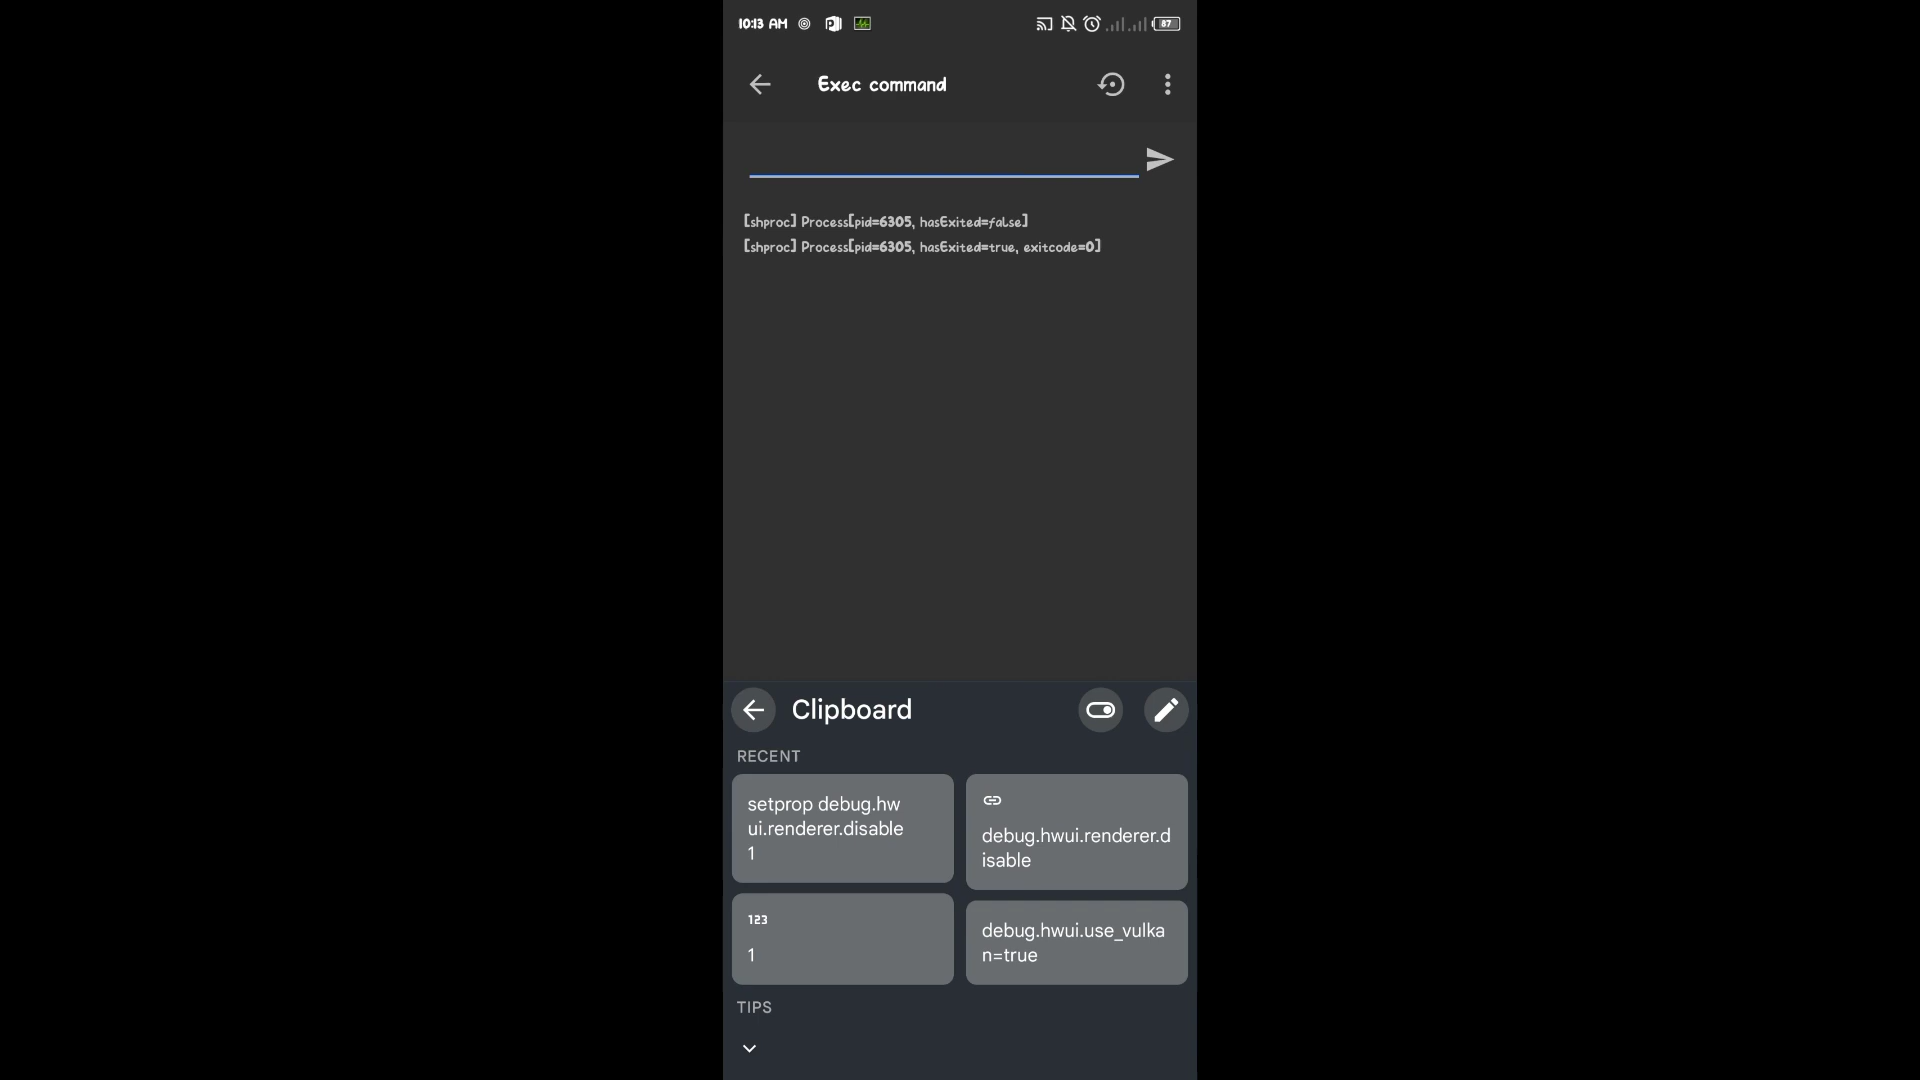 10:13 AM
87
Exec command
[shproc] Process[pid=6305, hasExited=false]
[shproc] Process[pid=6305, hasExited=true, exitcode=0]
Clipboard
RECENT
setprop debug.hw
ui.renderer.disable
1
debug.hwui.renderer.d
isable
123
1
debug.hwui.use_vulka
n=true
TIPS